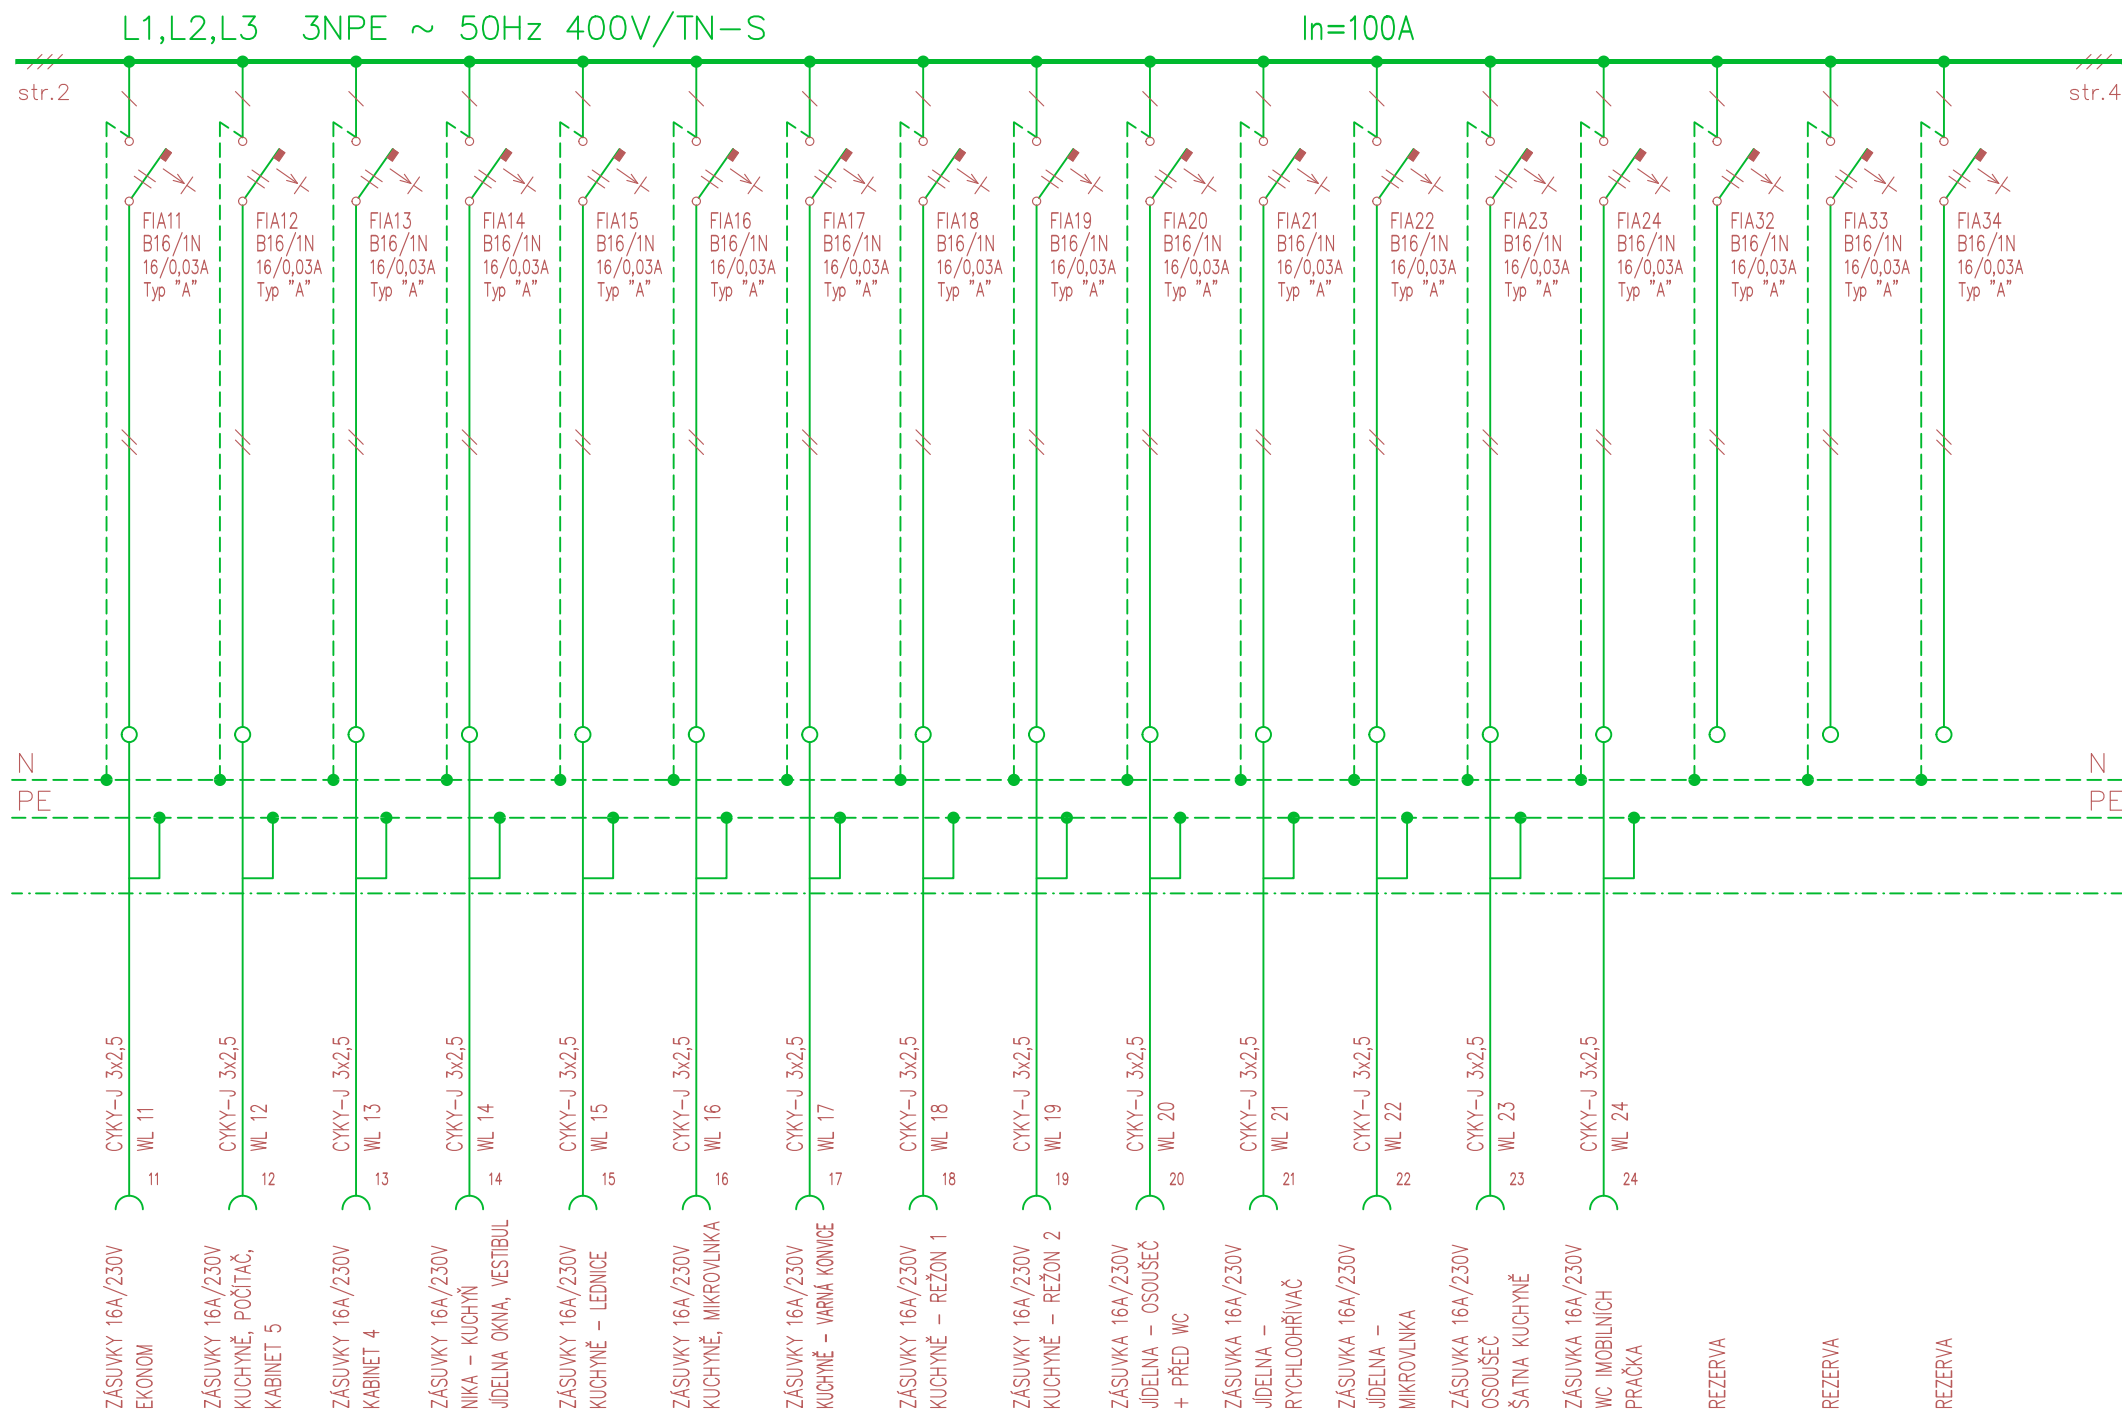 L1,L2,L3 3NPE ~ 50Hz 400V/TN-S
In=100A
str.2
str.4
FIA11
B16/1N
16/0,03A
Typ "A"
FIA12
B16/1N
16/0,03A
Typ "A"
FIA13
B16/1N
16/0,03A
Typ "A"
FIA14
B16/1N
16/0,03A
Typ "A"
FIA15
B16/1N
16/0,03A
Typ "A"
FIA16
B16/1N
16/0,03A
Typ "A"
FIA17
B16/1N
16/0,03A
Typ "A"
FIA18
B16/1N
16/0,03A
Typ "A"
FIA19
B16/1N
16/0,03A
Typ "A"
FIA20
B16/1N
16/0,03A
Typ "A"
FIA21
B16/1N
16/0,03A
Typ "A"
FIA22
B16/1N
16/0,03A
Typ "A"
FIA23
B16/1N
16/0,03A
Typ "A"
FIA24
B16/1N
16/0,03A
Typ "A"
FIA32
B16/1N
16/0,03A
Typ "A"
FIA33
B16/1N
16/0,03A
Typ "A"
FIA34
B16/1N
16/0,03A
Typ "A"
N
N
PE
PE
CYKY-J 3x2,5
WL 11
11
CYKY-J 3x2,5
WL 12
12
CYKY-J 3x2,5
WL 13
13
CYKY-J 3x2,5
WL 14
14
CYKY-J 3x2,5
WL 15
15
CYKY-J 3x2,5
WL 16
16
CYKY-J 3x2,5
WL 17
17
CYKY-J 3x2,5
WL 18
18
CYKY-J 3x2,5
WL 19
19
CYKY-J 3x2,5
WL 20
20
CYKY-J 3x2,5
WL 21
21
CYKY-J 3x2,5
WL 22
22
CYKY-J 3x2,5
WL 23
23
CYKY-J 3x2,5
WL 24
24
ZÁSUVKY 16A/230V
EKONOM
ZÁSUVKY 16A/230V
KUCHYNĚ, POČÍTAČ,
KABINET 5
ZÁSUVKY 16A/230V
KABINET 4
ZÁSUVKY 16A/230V
NIKA - KUCHYŇ
JÍDELNA OKNA, VESTIBUL
ZÁSUVKY 16A/230V
KUCHYNĚ - LEDNICE
ZÁSUVKY 16A/230V
KUCHYNĚ, MIKROVLNKA
ZÁSUVKY 16A/230V
KUCHYNĚ - VARNÁ KONVICE
ZÁSUVKY 16A/230V
KUCHYNĚ - REŽON 1
ZÁSUVKY 16A/230V
KUCHYNĚ - REŽON 2
ZÁSUVKA 16A/230V
JÍDELNA - OSOUŠEČ
+ PŘED WC
ZÁSUVKA 16A/230V
JÍDELNA -
RYCHLOOHŘÍVAČ
ZÁSUVKA 16A/230V
JÍDELNA -
MIKROVLNKA
ZÁSUVKA 16A/230V
OSOUŠEČ
ŠATNA KUCHYNĚ
ZÁSUVKA 16A/230V
WC IMOBILNÍCH
PRAČKA
REZERVA
REZERVA
REZERVA